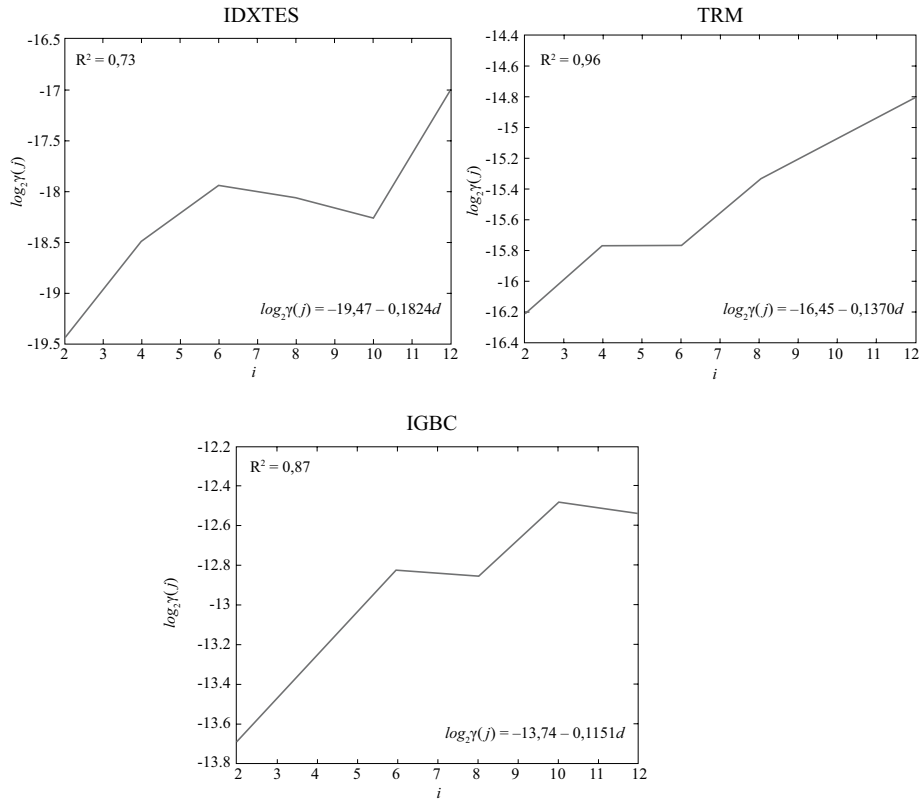 IDXTES
R² = 0,73
-16.5
-17
-17.5
-18
-18.5
-19
-19.5
log₂γ(j)
log₂γ(j) = –19,47 – 0,1824d
2 3 4 5 6 7 8 9 10 11 12
i
TRM
R² = 0,96
-14.4
-14.6
-14.8
-15
-15.2
-15.4
-15.6
-15.8
-16
-16.2
-16.4
log₂γ(j)
log₂γ(j) = –16,45 – 0,1370d
2 3 4 5 6 7 8 9 10 11 12
i
IGBC
R² = 0,87
-12.2
-12.4
-12.6
-12.8
-13
-13.2
-13.4
-13.6
-13.8
log₂γ(j)
log₂γ(j) = –13,74 – 0,1151d
2 3 4 5 6 7 8 9 10 11 12
i